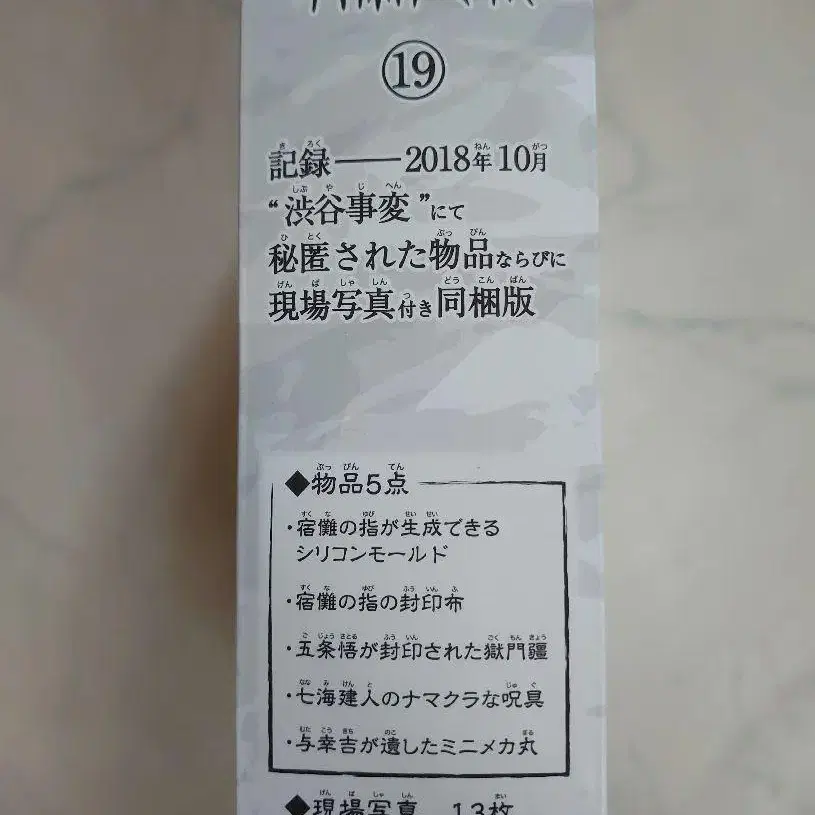 ⑲
記録――2018年10月
“渋谷事変”にて
秘匿された物品ならびに
現場写真付き同梱版
◆物品5点
・宿儺の指が生成できる
シリコンモールド
・宿儺の指の封印布
・五条悟が封印された獄門疆
・七海建人のナマクラな呪具
・与幸吉が遺したミニメカ丸
◆現場写真 13枚